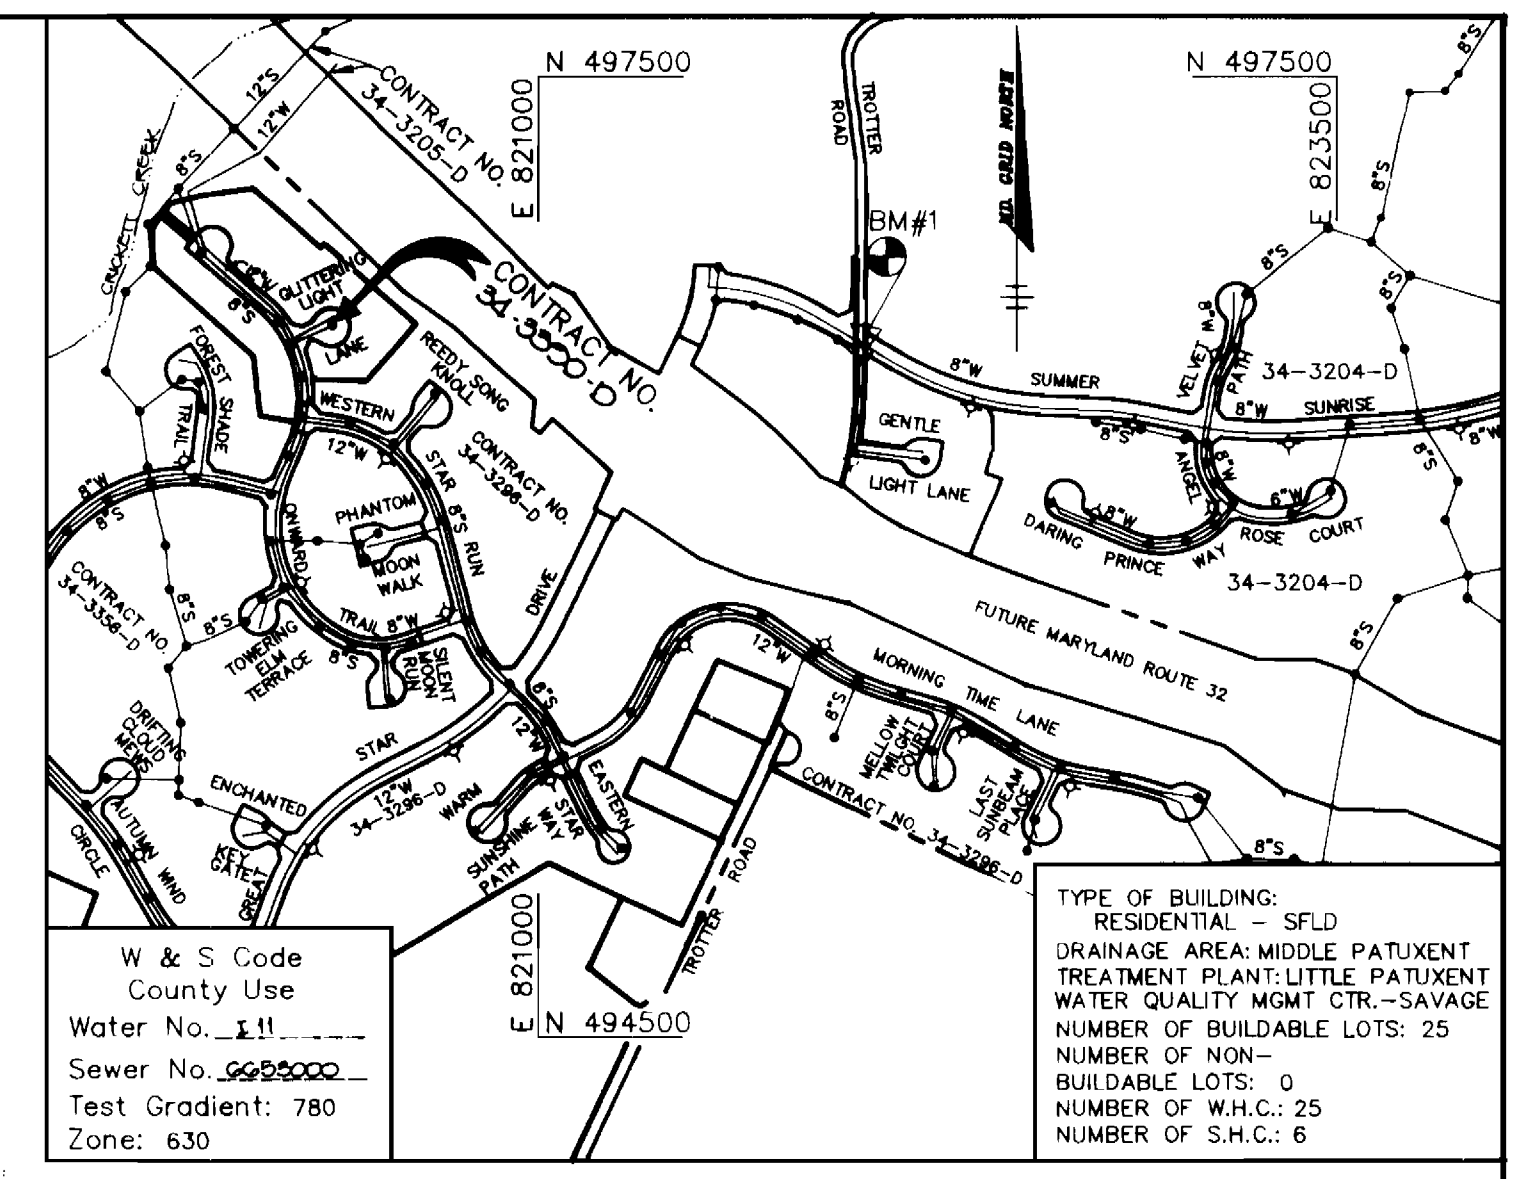 N 497500
E 821000
N 497500
E 823500
12"S
12"W
CONTRACT NO.
34-3205-D
8"S
CRICKETT CREEK
TROTTER
ROAD
MD. GRID NORTH
BM#1
8"S
8"S
8"S
8"S
12"W
8"S
GLITTERING
LIGHT
LANE
CONTRACT NO.
34-3390-D
FOREST SHADE
TRAIL
REEDY SONG
KNOLL
WESTERN
12"W
STAR
8"S RUN
CONTRACT NO.
34-3296-D
8"W
SUMMER
VELVET
8"W
PATH
34-3204-D
8"W
SUNRISE
8"W
8"S
8"S
GENTLE
LIGHT LANE
ANGEL
8"W
6"W
ROSE COURT
8"W
DARING PRINCE WAY
34-3204-D
8"W
8"S
ONWARD
TRAIL
8"W
8"S
PHANTOM
MOON
WALK
DRIVE
CONTRACT NO.
34-3356-D
8"S
8"S
TOWERING
ELM
TERRACE
SILENT
MOON
RUN
FUTURE MARYLAND ROUTE 32
8"S
12"W
MORNING TIME LANE
8"S
MELLOW
TWILGHT
COURT
LAST
SUNBEAM
PLACE
CONTRACT NO. 34-3296-D
8"S
DRIFTING
CLOUD
MEWS
ENCHANTED
KEY
GATE
AUTUMN WIND
CIRCLE
GREAT
STAR
12"W
34-3296-D
8"S
12"W
WARM
SUNSHINE
PATH
EASTERN
STAR
WAY
TROTTER ROAD
E 821000
N 494500
W & S Code
County Use
Water No. I 11
Sewer No. 6653000
Test Gradient: 780
Zone: 630
TYPE OF BUILDING:
RESIDENTIAL - SFLD
DRAINAGE AREA: MIDDLE PATUXENT
TREATMENT PLANT: LITTLE PATUXENT
WATER QUALITY MGMT CTR.-SAVAGE
NUMBER OF BUILDABLE LOTS: 25
NUMBER OF NON-
BUILDABLE LOTS: 0
NUMBER OF W.H.C.: 25
NUMBER OF S.H.C.: 6